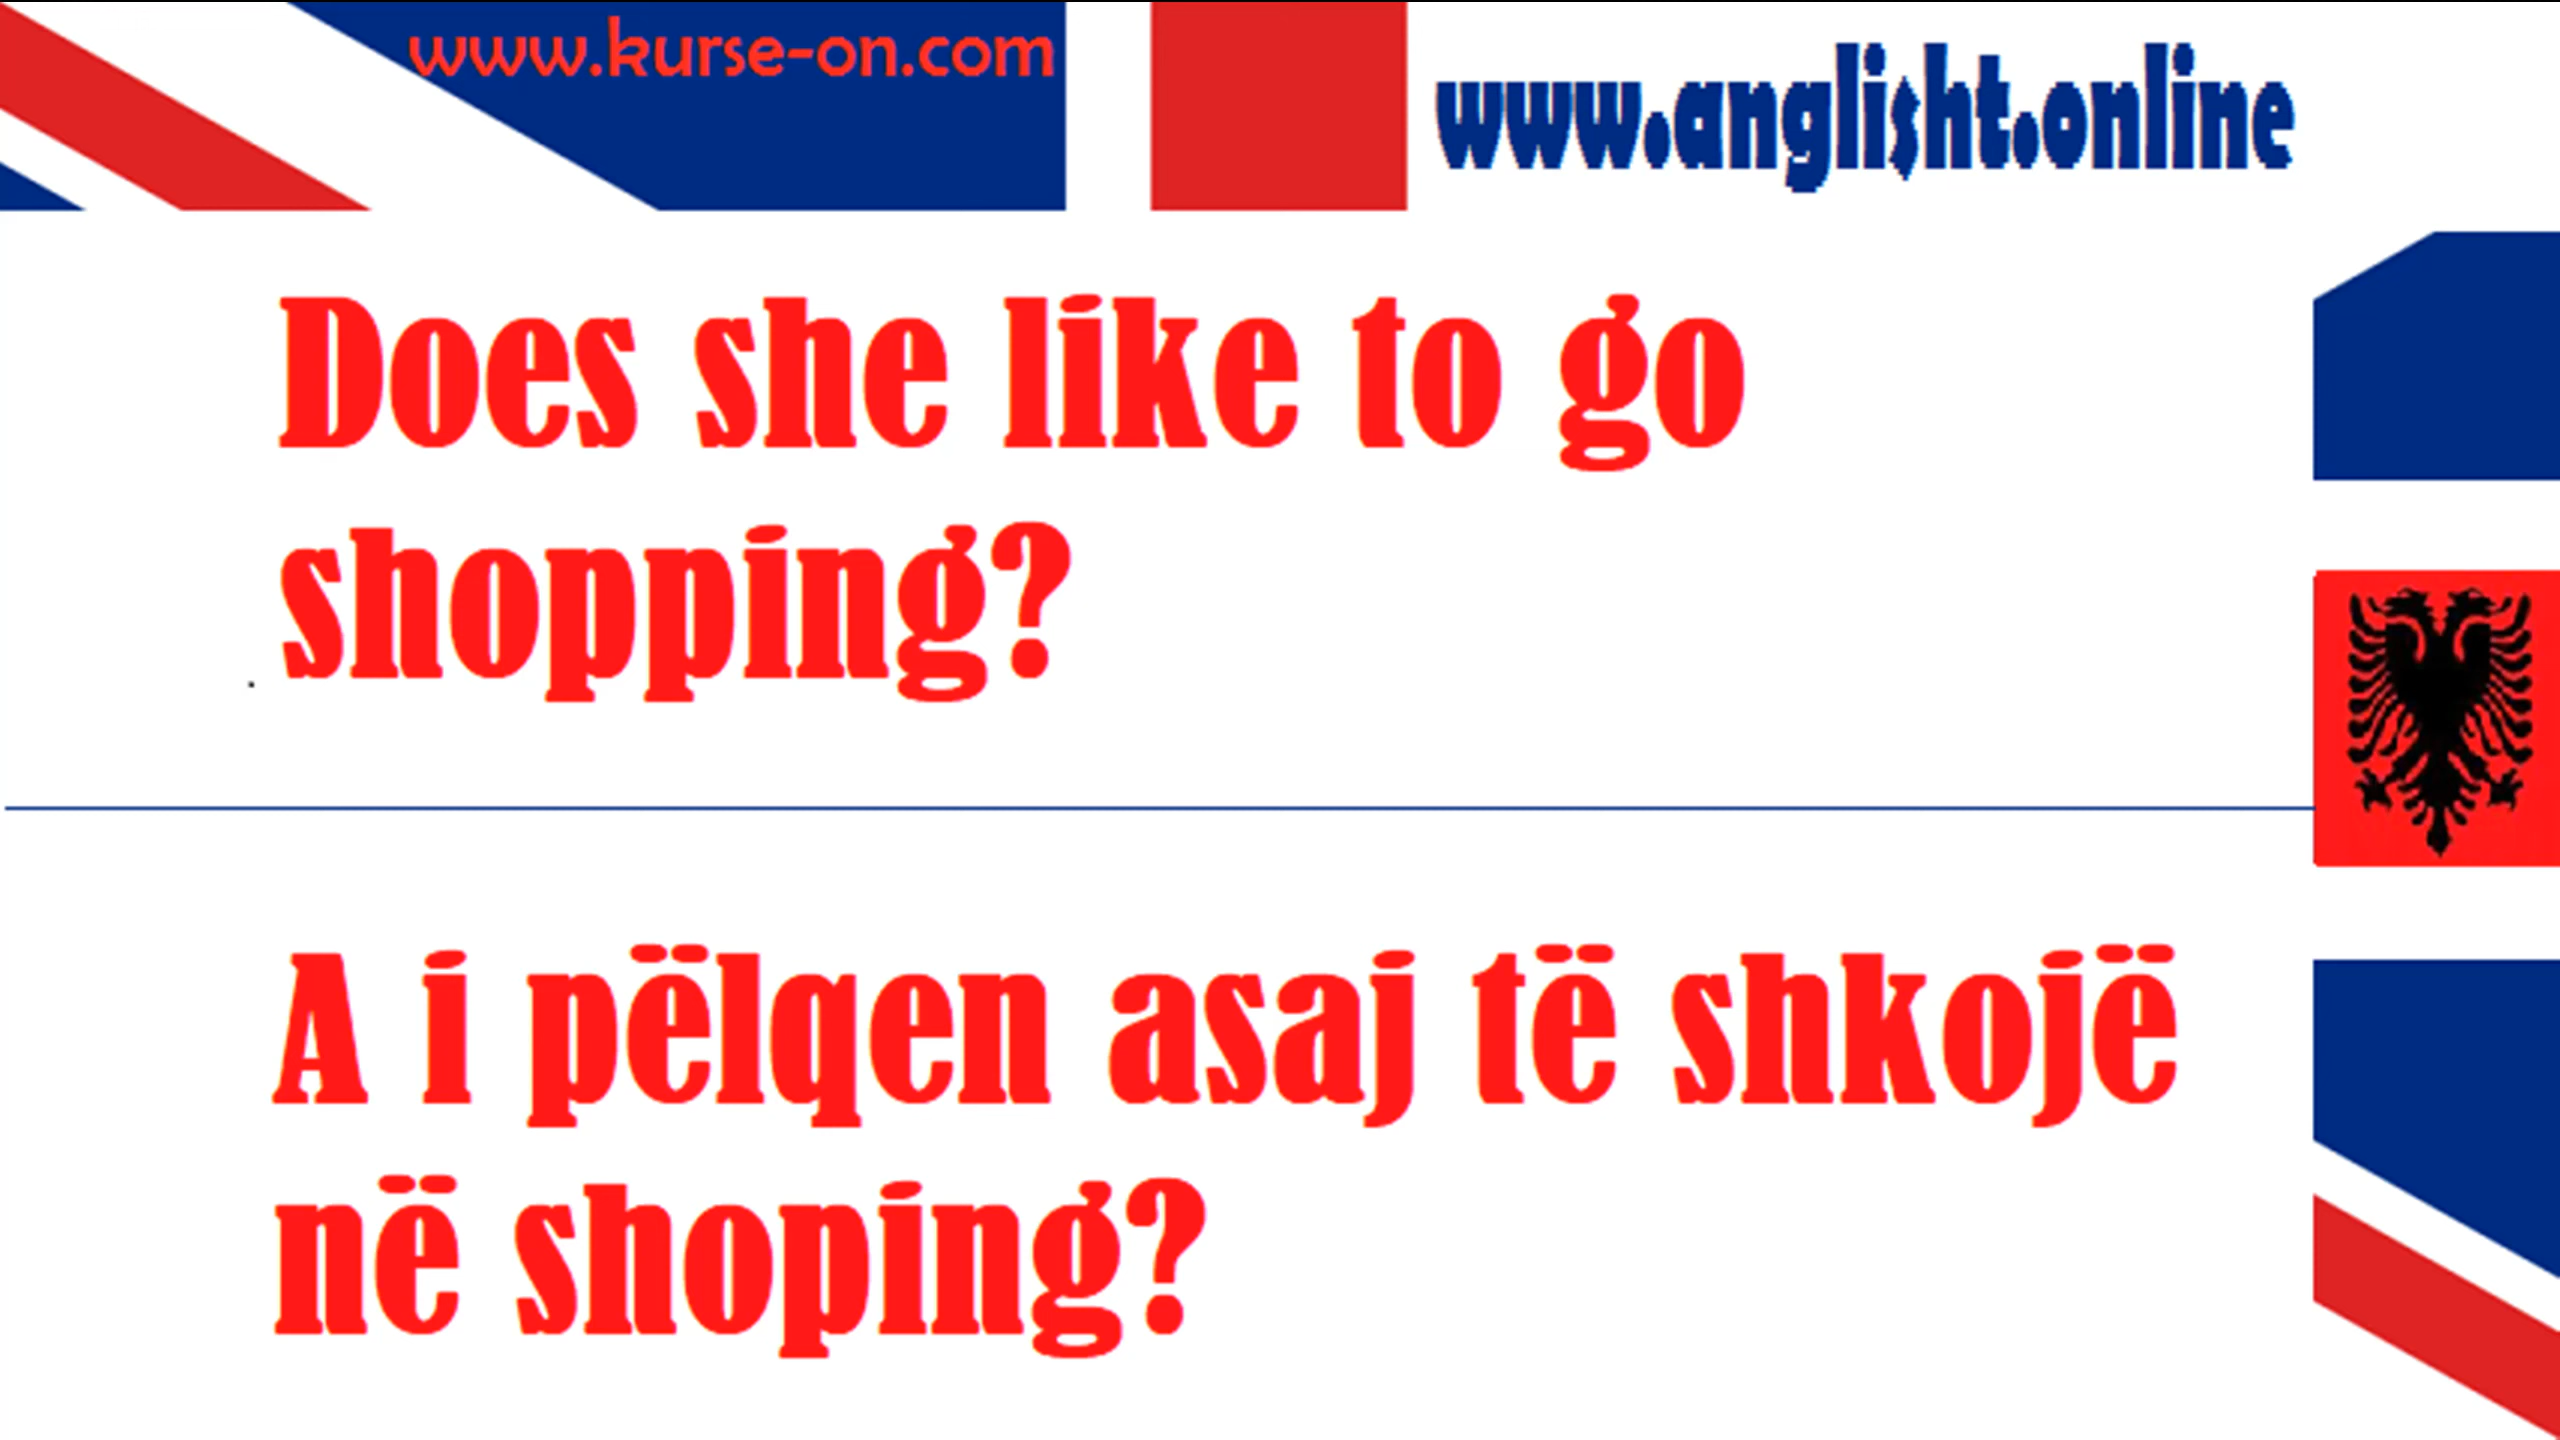 www.kurse-on.com
www.anglisht.online
Does she like to go
shopping?
A i pëlqen asaj të shkojë
në shoping?